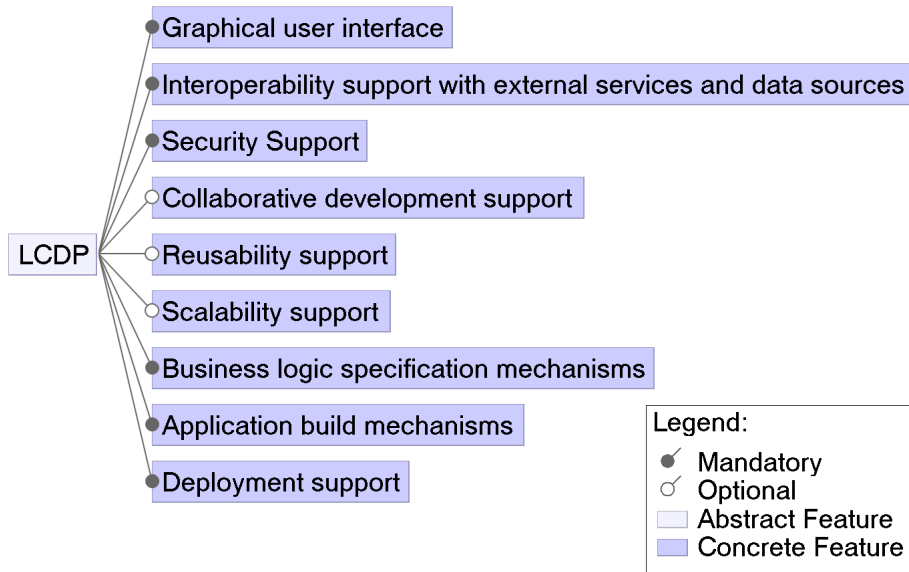 Graphical user interface
Interoperability support with external services and data sources
Security Support
Collaborative development support
LCDP
Reusability support
Scalability support
Business logic specification mechanisms
Application build mechanisms
Deployment support
Legend:
Mandatory
Optional
Abstract Feature
Concrete Feature